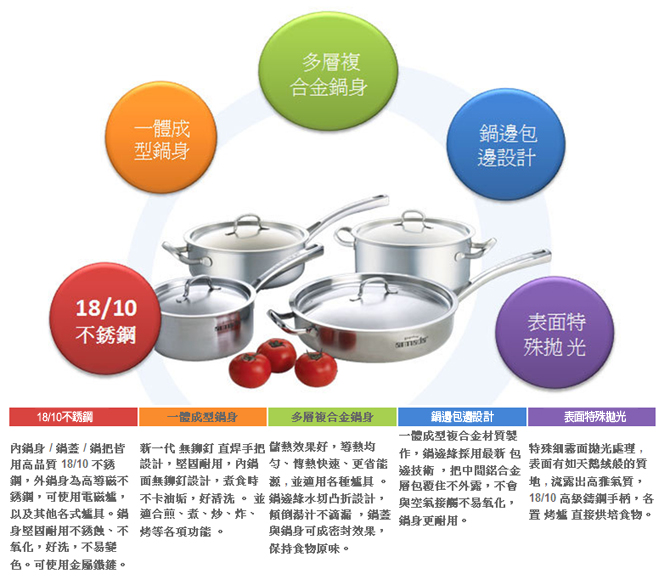 多層複
合金鍋身
一體成
型鍋身
鍋邊包
邊設計
18/10
不銹鋼
表面特
殊拋光
18/10不銹鋼
一體成型鍋身
多層複合金鍋身
鍋邊包邊設計
表面特殊拋光
內鍋身 / 鍋蓋 / 鍋把皆
用高品質 18/10 不銹
鋼，外鍋身為高導磁不
銹鋼，可使用電磁爐，
以及其他各式爐具。鍋
身堅固耐用不銹蝕、不
氧化，好洗，不易變
色。可使用金屬鐵鏟。
新一代 無鉚釘 直焊手把
設計，堅固耐用，內鍋
面無鉚釘設計，煮食時
不卡油垢，好清洗 。 並
適合煎、煮、炒、炸、
烤等各項功能 。
儲熱效果好，導熱均
勻、傳熱快速、更省能
源 , 並適用各種爐具 。
鍋邊緣水切凸折設計，
傾倒湯汁不滴漏 ，鍋蓋
與鍋身可成密封效果，
保持食物原味。
一體成型複合金材質製
作，鍋邊緣採用最新 包
邊技術 ，把中間鋁合金
層包覆住不外露，不會
與空氣接觸不易氧化，
鍋身更耐用。
特殊細霧面拋光處理，
表面有如天鵝絨般的質
地 , 流露出高雅氣質，
18/10 高級鑄鋼手柄，各
置 烤爐 直接烘培食物。